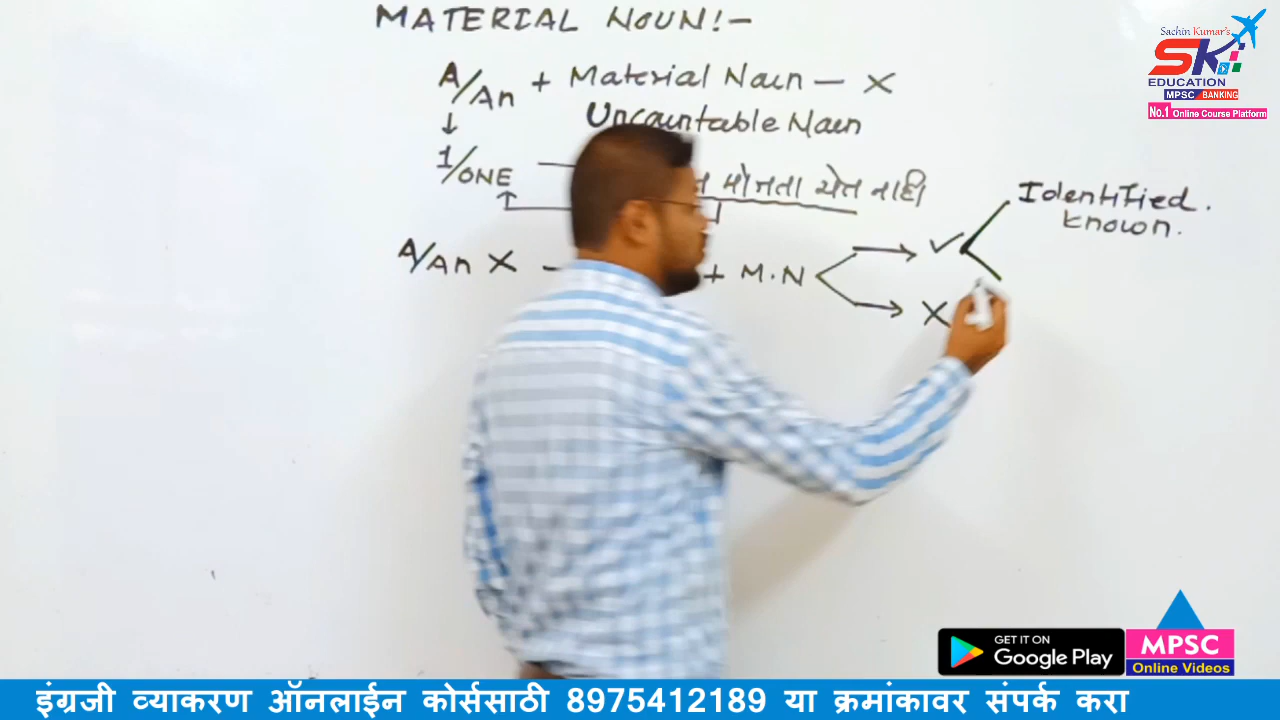 MATERIAL NOUN:-
A/An + Material Noun — X
Uncountable Noun
1/ONE
मोजता येत नाही
A/An X — + M.N ✓ Identified.
known.
X
Sachin Kumar's
SK
EDUCATION
MPSC BANKING
No.1 Online Course Platform
GET IT ON
Google Play
MPSC
Online Videos
इंग्रजी व्याकरण ऑनलाईन कोर्ससाठी 8975412189 या क्रमांकावर संपर्क करा